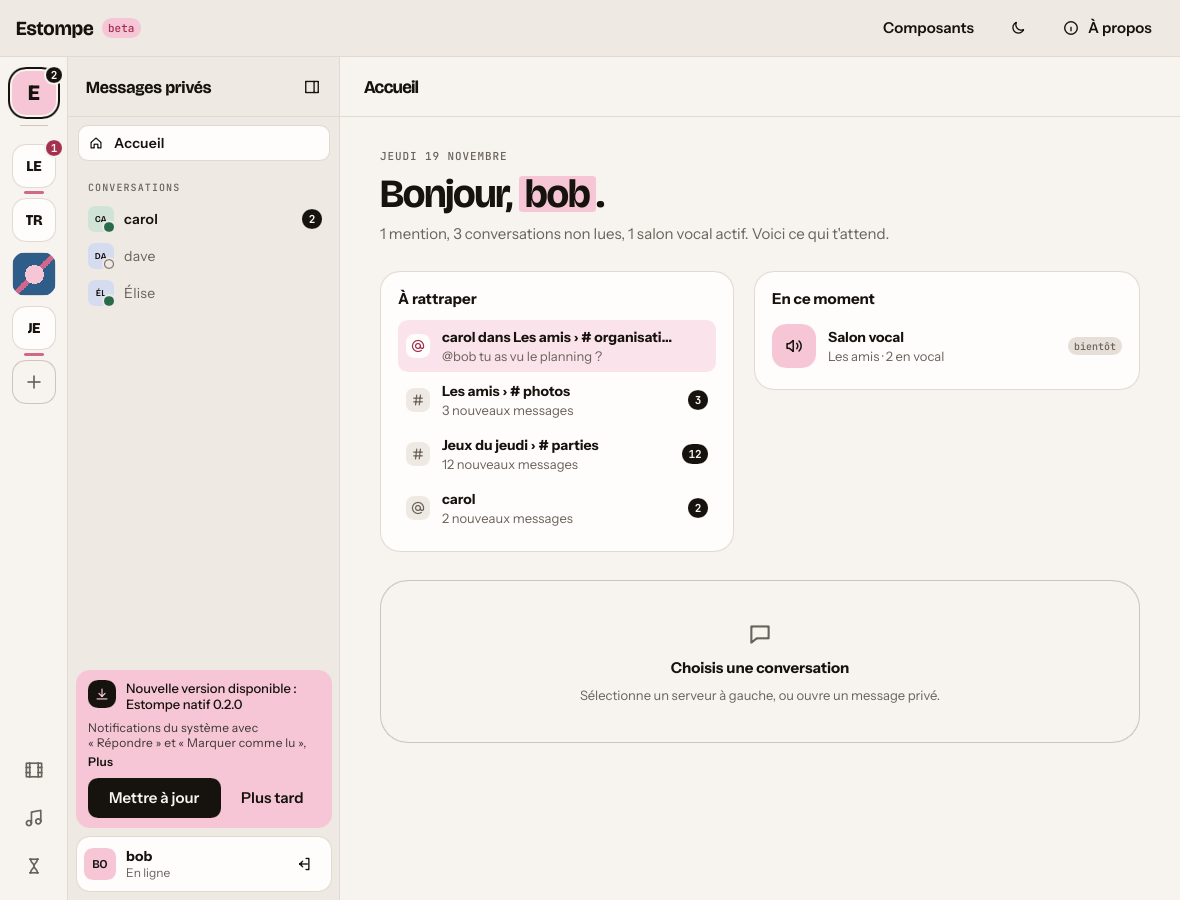 Estompe beta
Composants
À propos
E 2
LE 1
TR
JE
Messages privés
Accueil
CONVERSATIONS
CA carol 2
DA dave
ÉL Élise
Nouvelle version disponible :
Estompe natif 0.2.0
Notifications du système avec
« Répondre » et « Marquer comme lu »,
Plus
Mettre à jour
Plus tard
BO bob
En ligne
Accueil
JEUDI 19 NOVEMBRE
Bonjour, bob.
1 mention, 3 conversations non lues, 1 salon vocal actif. Voici ce qui t'attend.
À rattraper
carol dans Les amis › # organisati…
@bob tu as vu le planning ?
Les amis › # photos
3 nouveaux messages
3
Jeux du jeudi › # parties
12 nouveaux messages
12
carol
2 nouveaux messages
2
En ce moment
Salon vocal
Les amis · 2 en vocal
bientôt
Choisis une conversation
Sélectionne un serveur à gauche, ou ouvre un message privé.